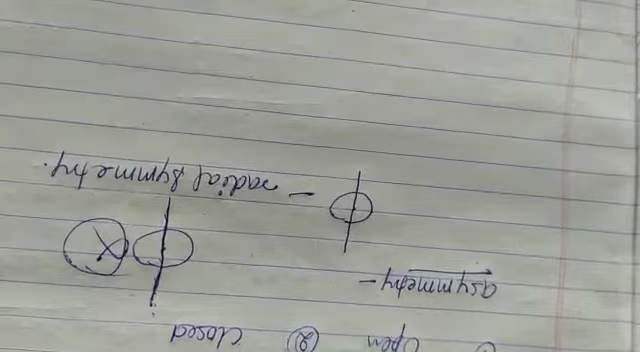 Open ② closed
asymmetry –
– radial symmetry.